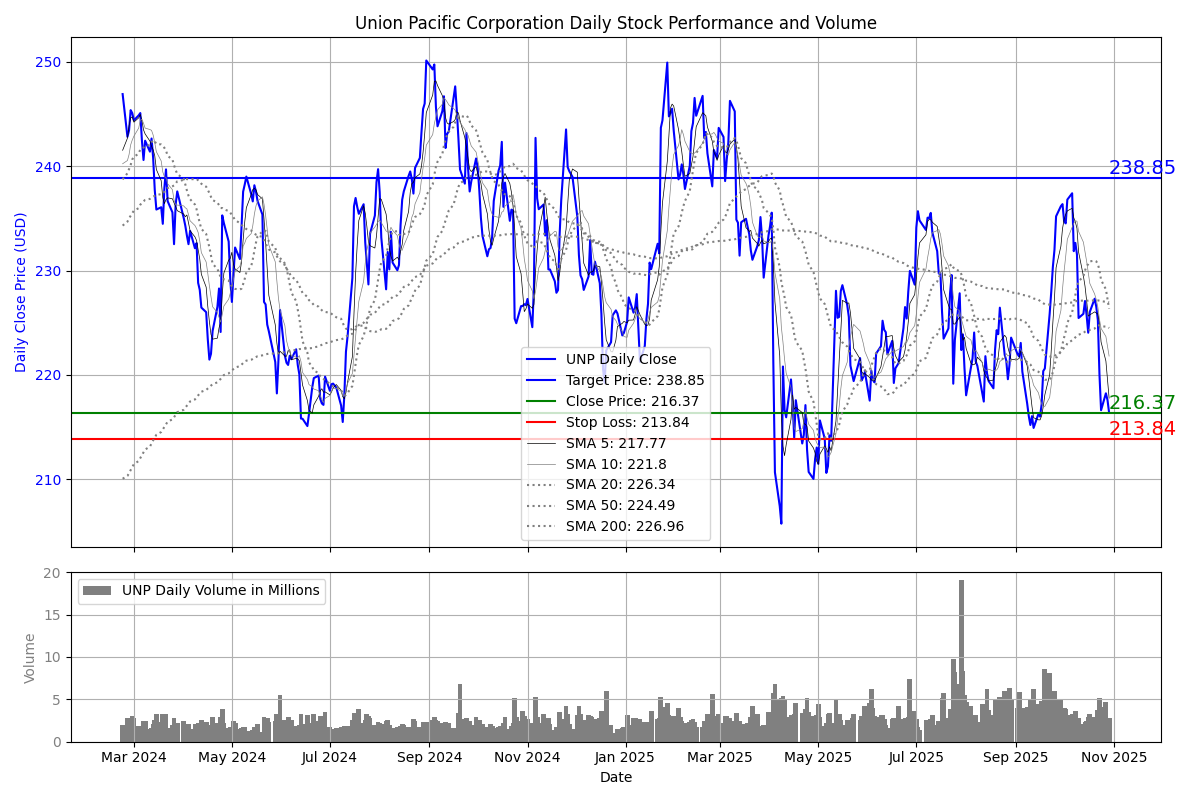 Union Pacific Corporation Daily Stock Performance and Volume
Daily Close Price (USD)
250
240
230
220
210
238.85
216.37
213.84
UNP Daily Close
Target Price: 238.85
Close Price: 216.37
Stop Loss: 213.84
SMA 5: 217.77
SMA 10: 221.8
SMA 20: 226.34
SMA 50: 224.49
SMA 200: 226.96
Volume
20
15
10
5
0
UNP Daily Volume in Millions
Mar 2024 May 2024 Jul 2024 Sep 2024 Nov 2024 Jan 2025 Mar 2025 May 2025 Jul 2025 Sep 2025 Nov 2025
Date